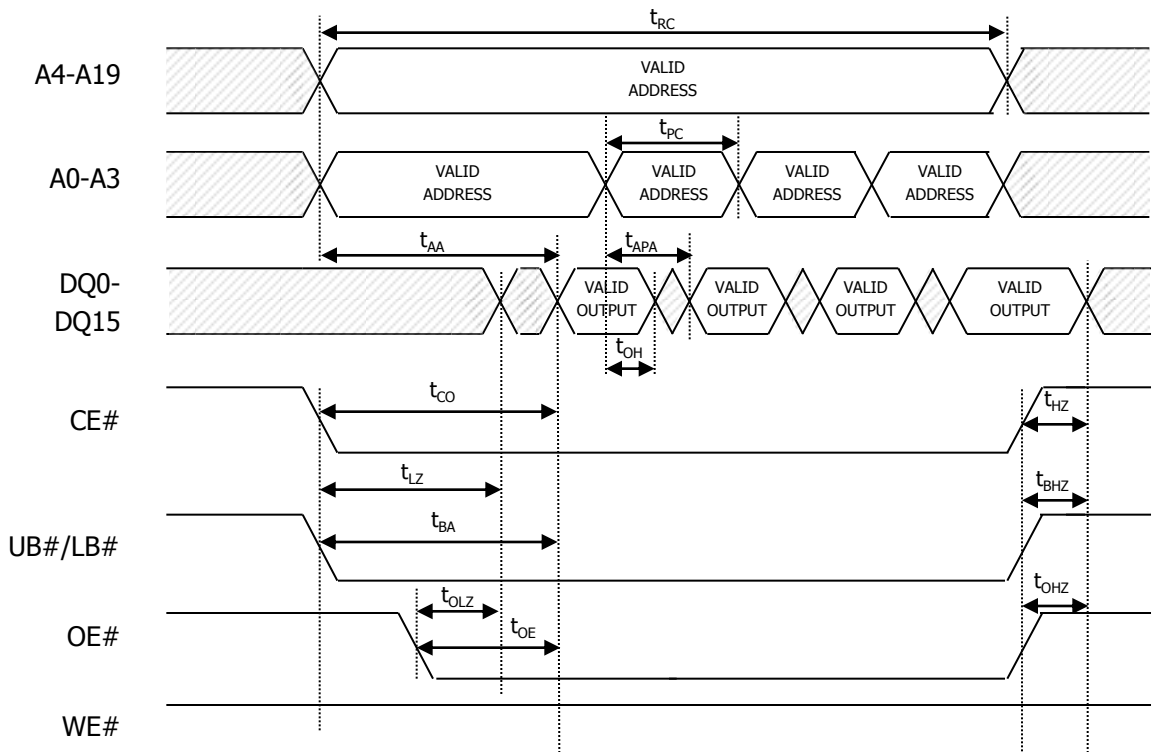 tRC
A4-A19
VALID
ADDRESS
tPC
A0-A3
VALID
ADDRESS
VALID
ADDRESS
VALID
ADDRESS
VALID
ADDRESS
tAA
tAPA
DQ0-
DQ15
VALID
OUTPUT
VALID
OUTPUT
VALID
OUTPUT
VALID
OUTPUT
tOH
CE#
tCO
tHZ
tLZ
tBHZ
UB#/LB#
tBA
tOLZ
tOHZ
OE#
tOE
WE#